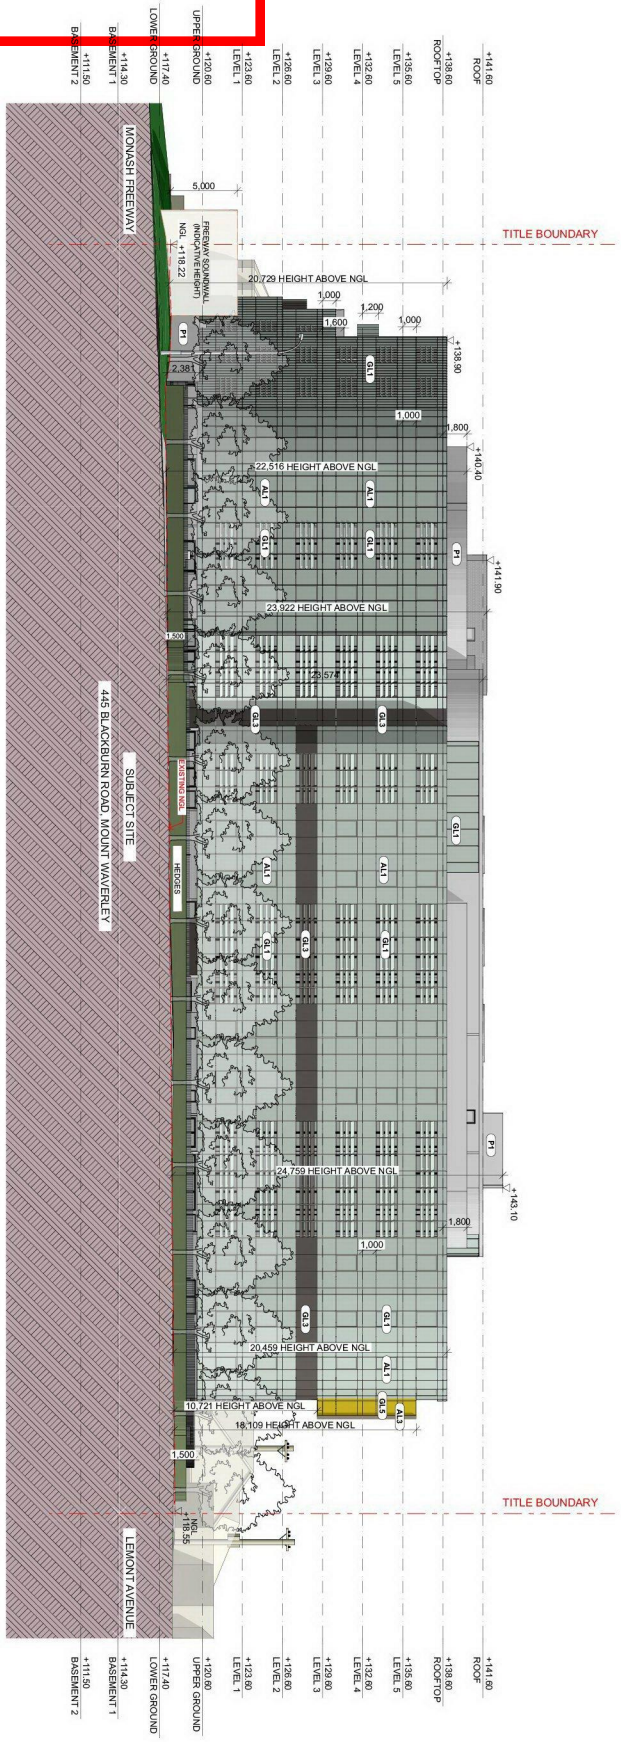 +141.60
ROOF
+138.60
ROOFTOP
+135.60
LEVEL 5
+132.60
LEVEL 4
+129.60
LEVEL 3
+126.60
LEVEL 2
+123.60
LEVEL 1
+120.60
UPPER GROUND
+117.40
LOWER GROUND
+114.30
BASEMENT 1
+111.50
BASEMENT 2
TITLE BOUNDARY
MONASH FREEWAY
5,000
FREEWAY SOUNDWALL
(INDICATIVE HEIGHT)
NGL +118.22
20,729 HEIGHT ABOVE NGL
1,000
1,600
1,200
1,000
+138.90
P1
2,381
GL1
1,000
1,800
+140.40
22,516 HEIGHT ABOVE NGL
AL1
AL1
GL1
GL1
P1
+141.90
23,922 HEIGHT ABOVE NGL
1,500
23,574
GL3
GL3
EXISTING NGL
SUBJECT SITE
445 BLACKBURN ROAD, MOUNT WAVERLEY
HEDGES
GL1
AL1
AL1
GL1
GL3
GL1
P1
24,759 HEIGHT ABOVE NGL
+143.10
1,800
1,000
GL3
GL1
20,459 HEIGHT ABOVE NGL
AL1
GL5
AL3
10,721 HEIGHT ABOVE NGL
18,109 HEIGHT ABOVE NGL
1,500
TITLE BOUNDARY
NGL
+118.55
LEMONT AVENUE
+141.60
ROOF
+138.60
ROOFTOP
+135.60
LEVEL 5
+132.60
LEVEL 4
+129.60
LEVEL 3
+126.60
LEVEL 2
+123.60
LEVEL 1
+120.60
UPPER GROUND
+117.40
LOWER GROUND
+114.30
BASEMENT 1
+111.50
BASEMENT 2